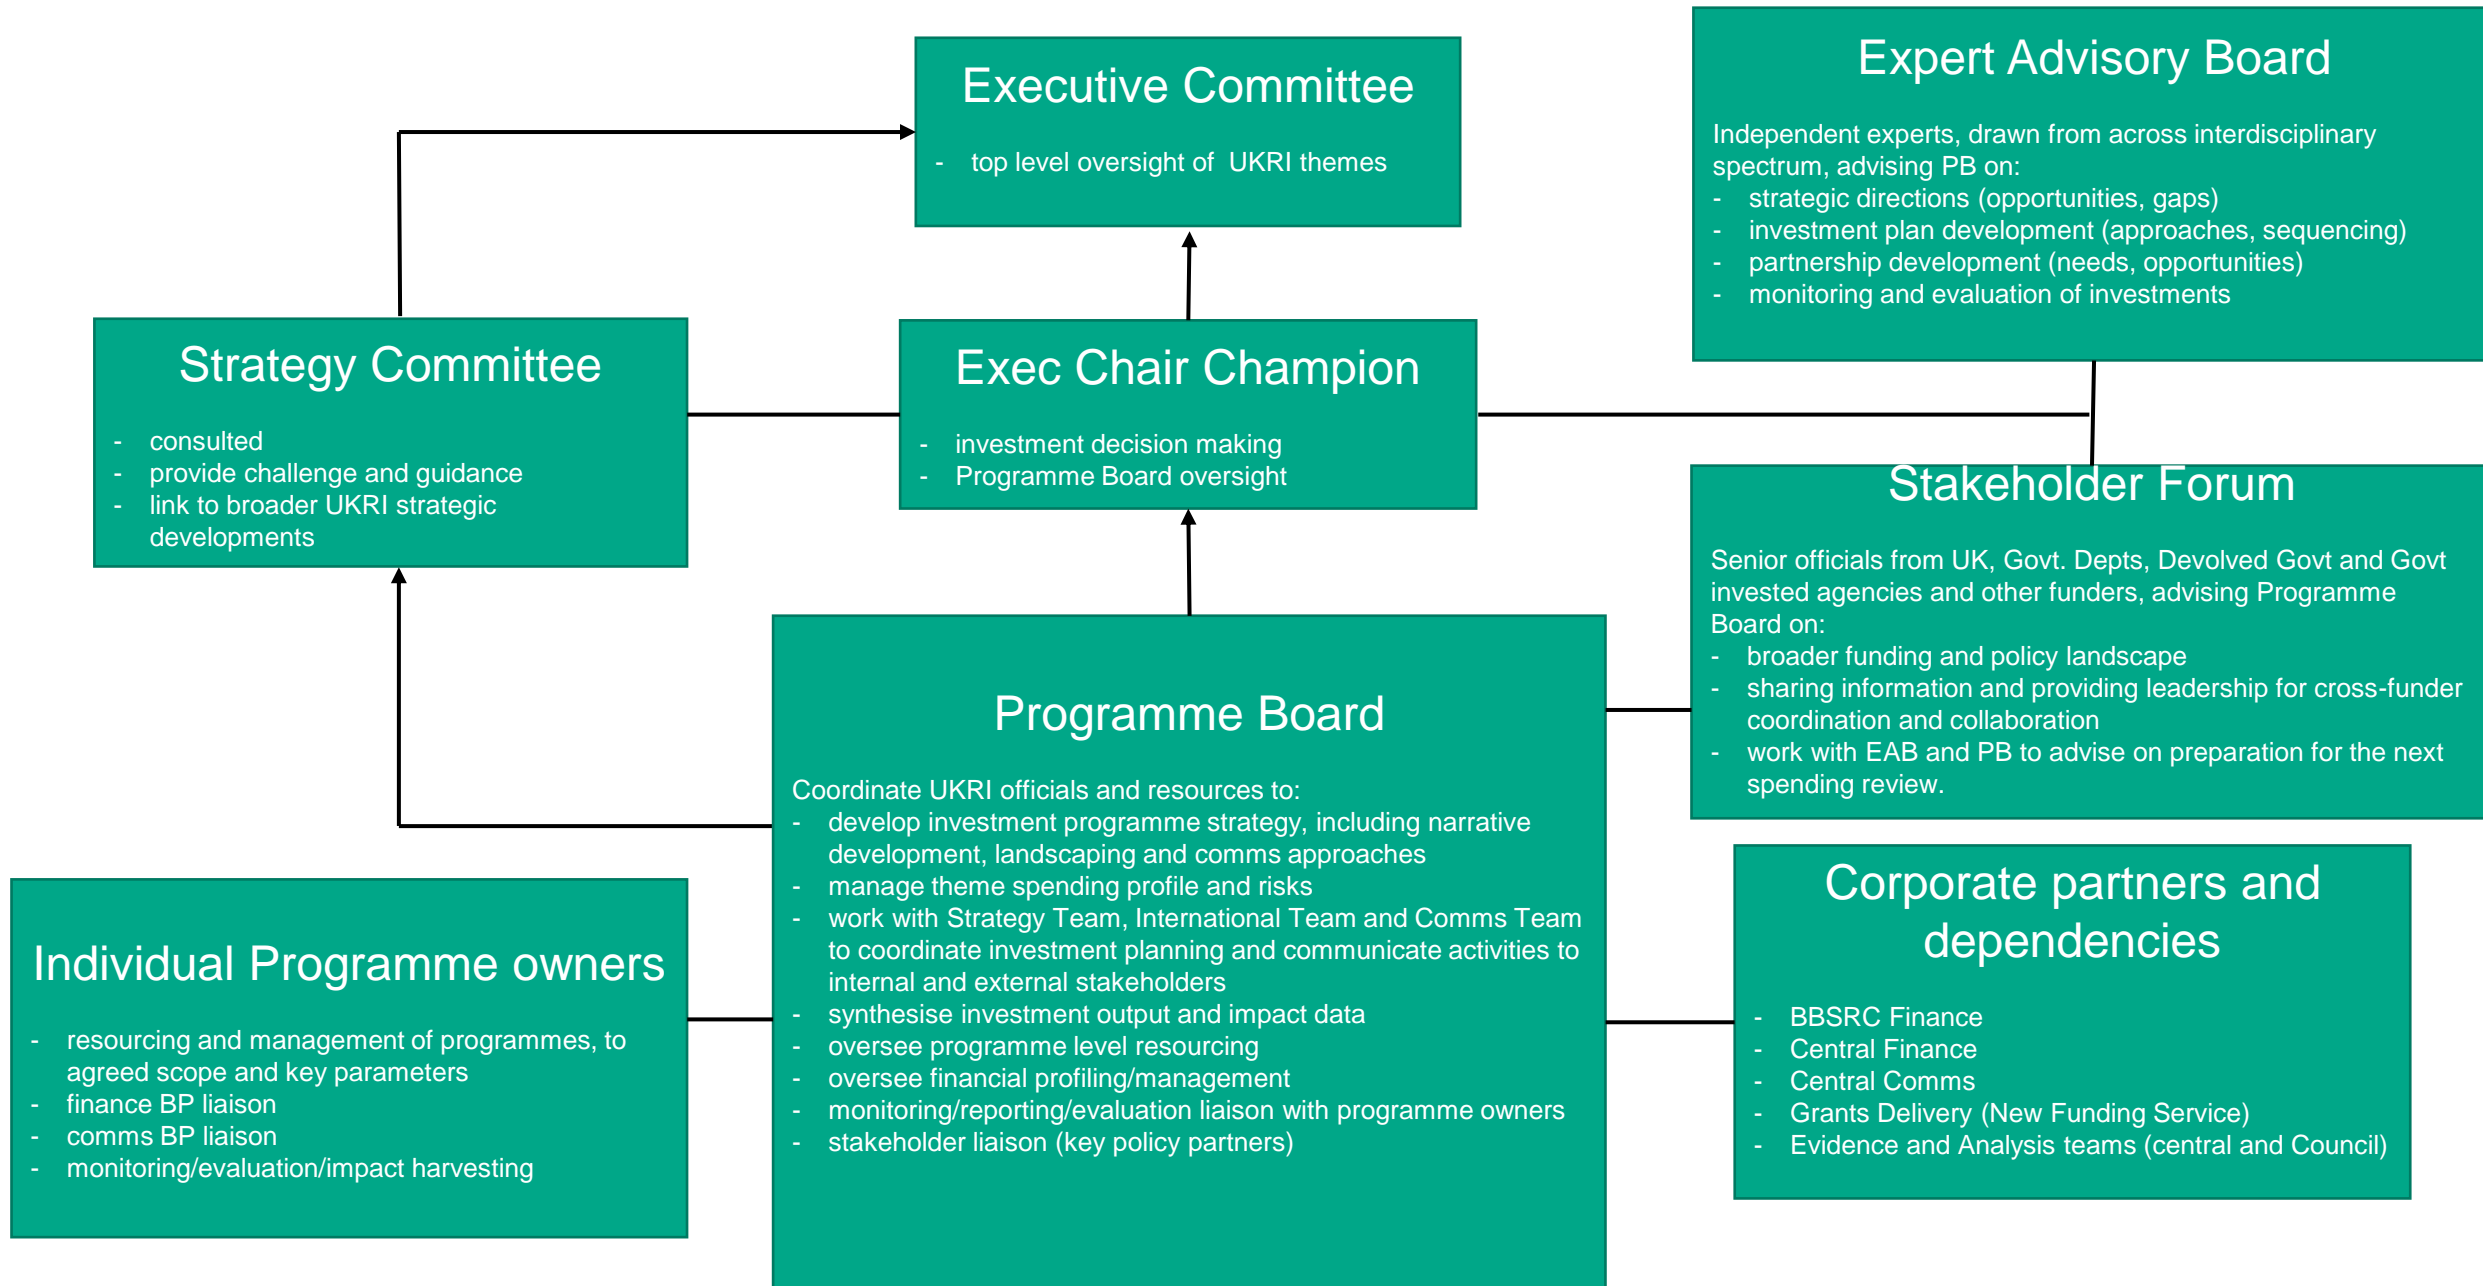 Executive Committee
- top level oversight of UKRI themes
Expert Advisory Board
Independent experts, drawn from across interdisciplinary
spectrum, advising PB on:
- strategic directions (opportunities, gaps)
- investment plan development (approaches, sequencing)
- partnership development (needs, opportunities)
- monitoring and evaluation of investments
Strategy Committee
- consulted
- provide challenge and guidance
- link to broader UKRI strategic
developments
Exec Chair Champion
- investment decision making
- Programme Board oversight
Stakeholder Forum
Senior officials from UK, Govt. Depts, Devolved Govt and Govt
invested agencies and other funders, advising Programme
Board on:
- broader funding and policy landscape
- sharing information and providing leadership for cross-funder
coordination and collaboration
- work with EAB and PB to advise on preparation for the next
spending review.
Programme Board
Coordinate UKRI officials and resources to:
- develop investment programme strategy, including narrative
development, landscaping and comms approaches
- manage theme spending profile and risks
- work with Strategy Team, International Team and Comms Team
to coordinate investment planning and communicate activities to
internal and external stakeholders
- synthesise investment output and impact data
- oversee programme level resourcing
- oversee financial profiling/management
- monitoring/reporting/evaluation liaison with programme owners
- stakeholder liaison (key policy partners)
Individual Programme owners
- resourcing and management of programmes, to
agreed scope and key parameters
- finance BP liaison
- comms BP liaison
- monitoring/evaluation/impact harvesting
Corporate partners and
dependencies
- BBSRC Finance
- Central Finance
- Central Comms
- Grants Delivery (New Funding Service)
- Evidence and Analysis teams (central and Council)